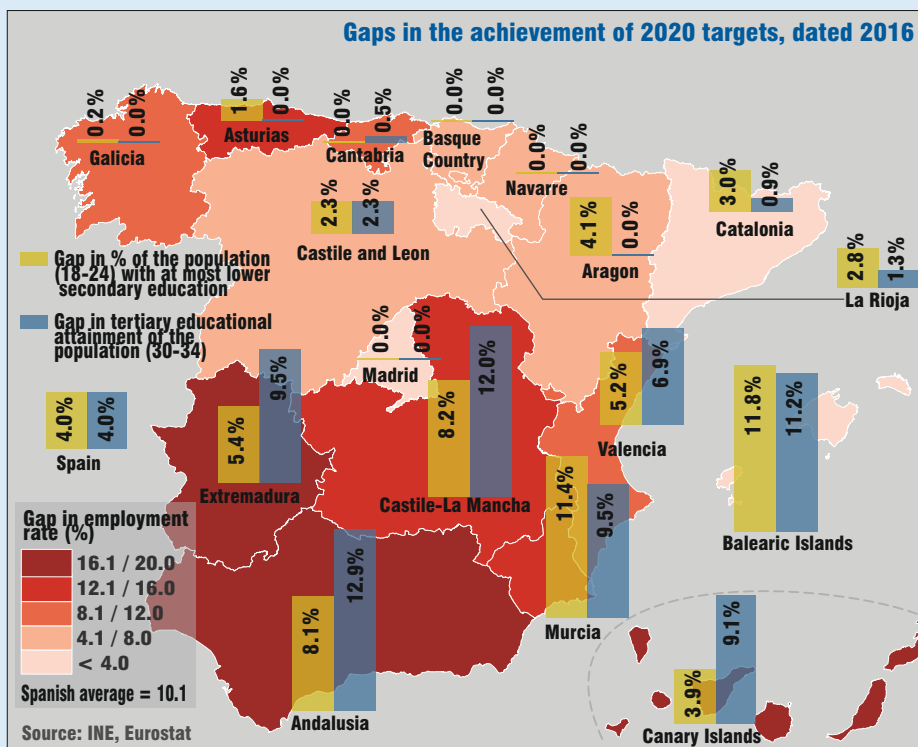 Gaps in the achievement of 2020 targets, dated 2016
0.2%
0.0%
Galicia
1.6%
0.0%
Asturias
0.0%
0.5%
Cantabria
0.0%
0.0%
Basque
Country
0.0%
0.0%
Navarre
3.0%
0.9%
Catalonia
2.3%
2.3%
Castile and Leon
4.1%
0.0%
Aragon
2.8%
1.3%
La Rioja
Gap in % of the population
(18-24) with at most lower
secondary education
Gap in tertiary educational
attainment of the
population (30-34)
0.0%
0.0%
Madrid
4.0%
4.0%
Spain
5.4%
9.5%
Extremadura
8.2%
12.0%
Castile-La Mancha
5.2%
6.9%
Valencia
11.8%
11.2%
Balearic Islands
11.4%
9.5%
Murcia
8.1%
12.9%
Andalusia
3.9%
9.1%
Canary Islands
Gap in employment
rate (%)
16.1 / 20.0
12.1 / 16.0
8.1 / 12.0
4.1 / 8.0
< 4.0
Spanish average = 10.1
Source: INE, Eurostat